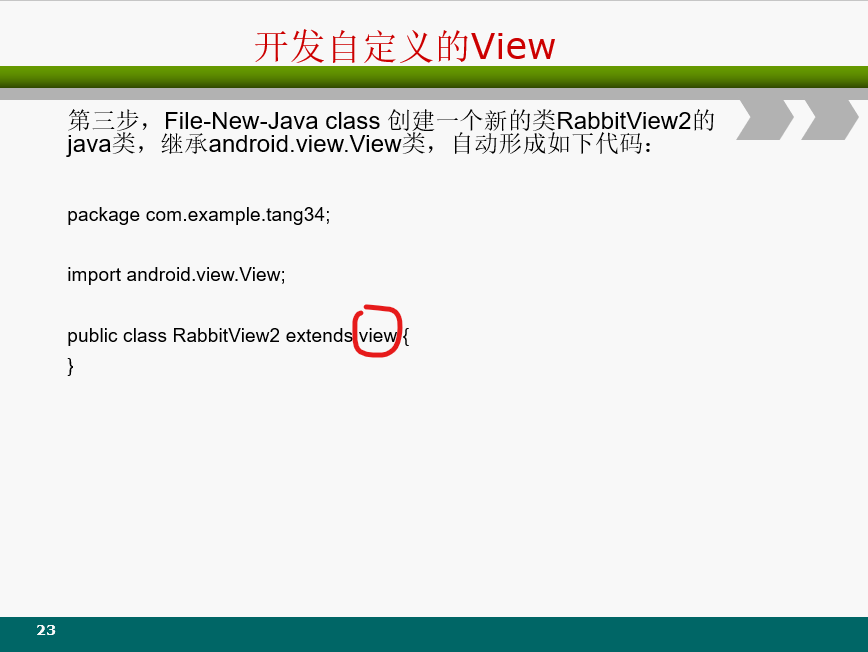 开发自定义的View
第三步，File-New-Java class 创建一个新的类RabbitView2的
java类，继承android.view.View类，自动形成如下代码：
package com.example.tang34;
import android.view.View;
public class RabbitView2 extends view {
}
23